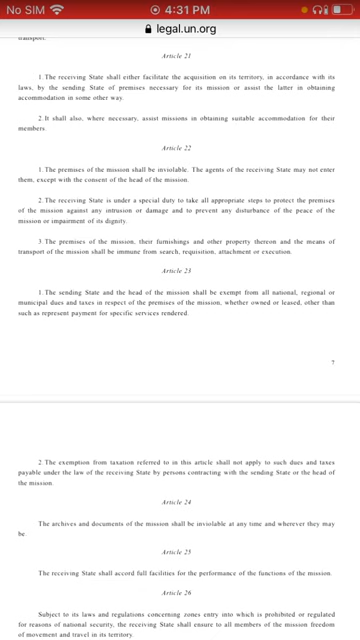 No SIM 4:31 PM
legal.un.org
transport.
Article 21
1. The receiving State shall either facilitate the acquisition on its territory, in accordance with its
laws, by the sending State of premises necessary for its mission or assist the latter in obtaining
accommodation in some other way.
2. It shall also, where necessary, assist missions in obtaining suitable accommodation for their
members.
Article 22
1. The premises of the mission shall be inviolable. The agents of the receiving State may not enter
them, except with the consent of the head of the mission.
2. The receiving State is under a special duty to take all appropriate steps to protect the premises
of the mission against any intrusion or damage and to prevent any disturbance of the peace of the
mission or impairment of its dignity.
3. The premises of the mission, their furnishings and other property thereon and the means of
transport of the mission shall be immune from search, requisition, attachment or execution.
Article 23
1. The sending State and the head of the mission shall be exempt from all national, regional or
municipal dues and taxes in respect of the premises of the mission, whether owned or leased, other than
such as represent payment for specific services rendered.
7
2. The exemption from taxation referred to in this article shall not apply to such dues and taxes
payable under the law of the receiving State by persons contracting with the sending State or the head of
the mission.
Article 24
The archives and documents of the mission shall be inviolable at any time and wherever they may
be.
Article 25
The receiving State shall accord full facilities for the performance of the functions of the mission.
Article 26
Subject to its laws and regulations concerning zones entry into which is prohibited or regulated
for reasons of national security, the receiving State shall ensure to all members of the mission freedom
of movement and travel in its territory.